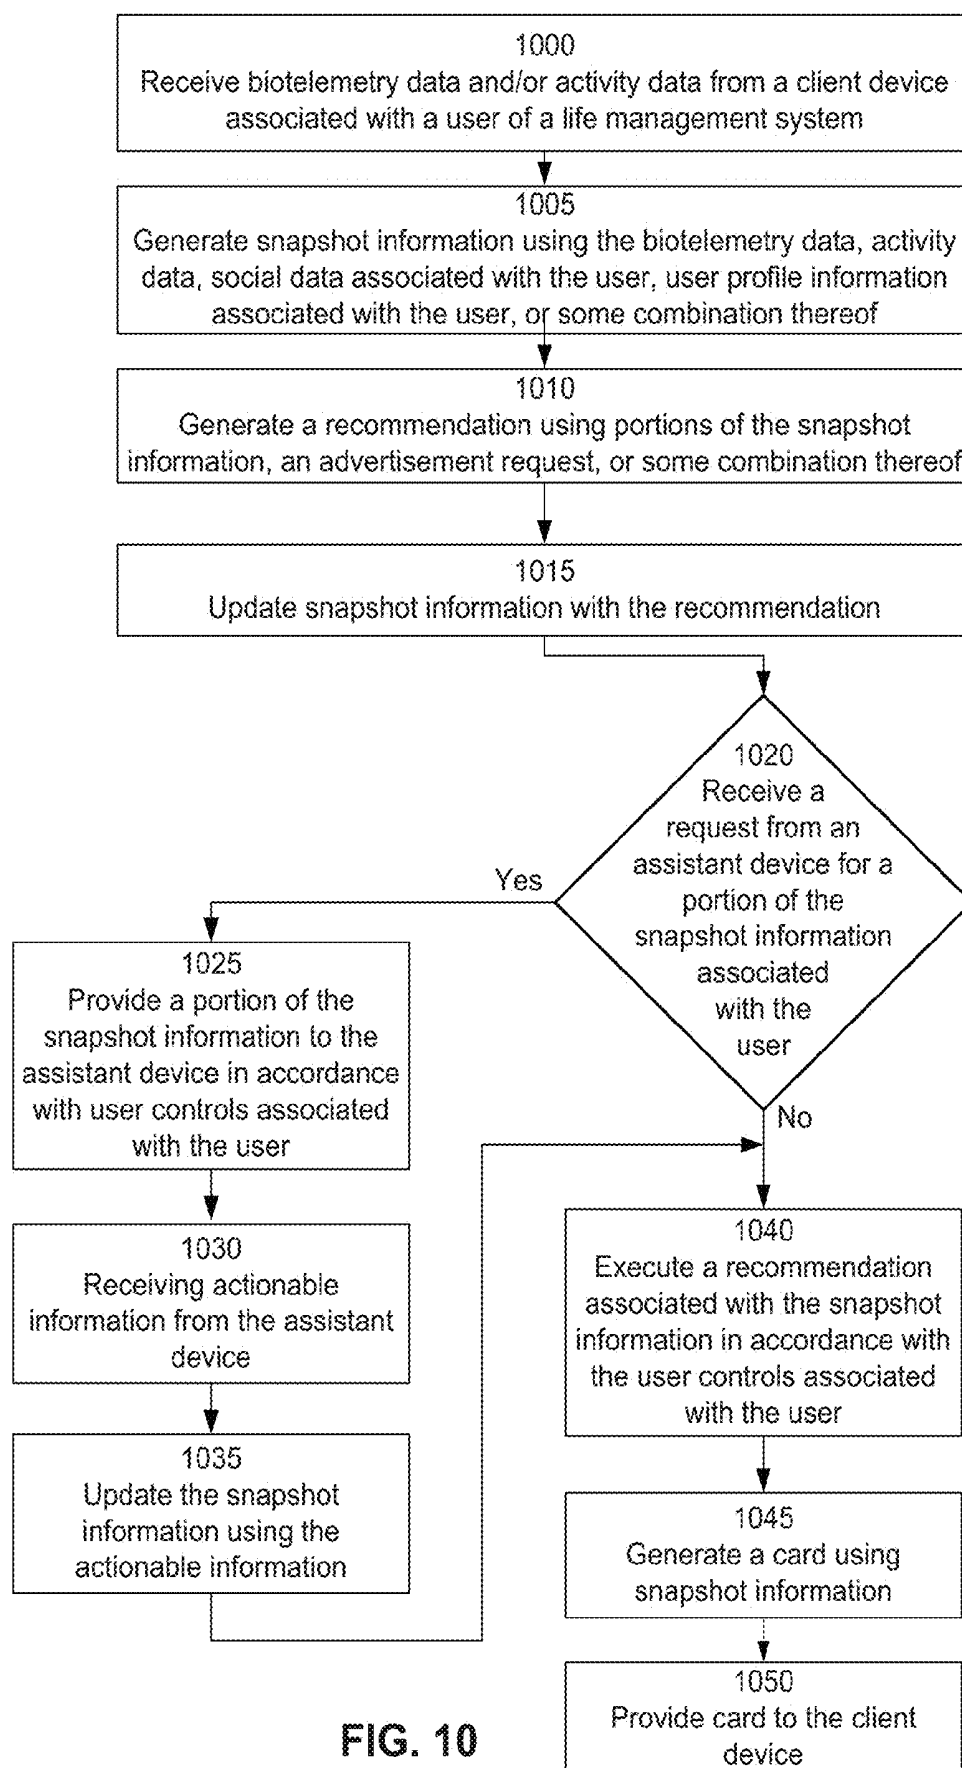 1000
Receive biotelemetry data and/or activity data from a client device
associated with a user of a life management system
1005
Generate snapshot information using the biotelemetry data, activity
data, social data associated with the user, user profile information
associated with the user, or some combination thereof
1010
Generate a recommendation using portions of the snapshot
information, an advertisement request, or some combination thereof
1015
Update snapshot information with the recommendation
1020
Receive a
request from an
assistant device for a
portion of the
snapshot information
associated
with the
user
Yes
No
1025
Provide a portion of the
snapshot information to the
assistant device in accordance
with user controls associated
with the user
1030
Receiving actionable
information from the assistant
device
1035
Update the snapshot
information using the
actionable information
1040
Execute a recommendation
associated with the snapshot
information in accordance with
the user controls associated
with the user
1045
Generate a card using
snapshot information
1050
Provide card to the client
device
FIG. 10